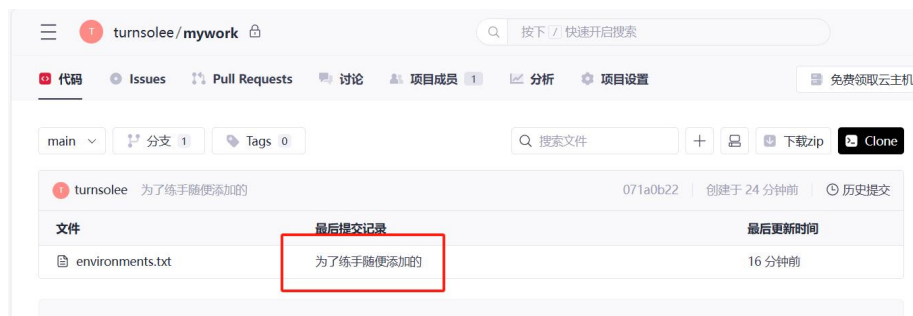 T turnsolee/mywork 按下 / 快速开启搜索
代码 Issues Pull Requests 讨论 项目成员 1 分析 项目设置 免费领取云主机
main 分支 1 Tags 0 搜索文件 下载zip Clone
T turnsolee 为了练手随便添加的 071a0b22 创建于 24 分钟前 历史提交
文件 最后提交记录 最后更新时间
environments.txt 为了练手随便添加的 16 分钟前